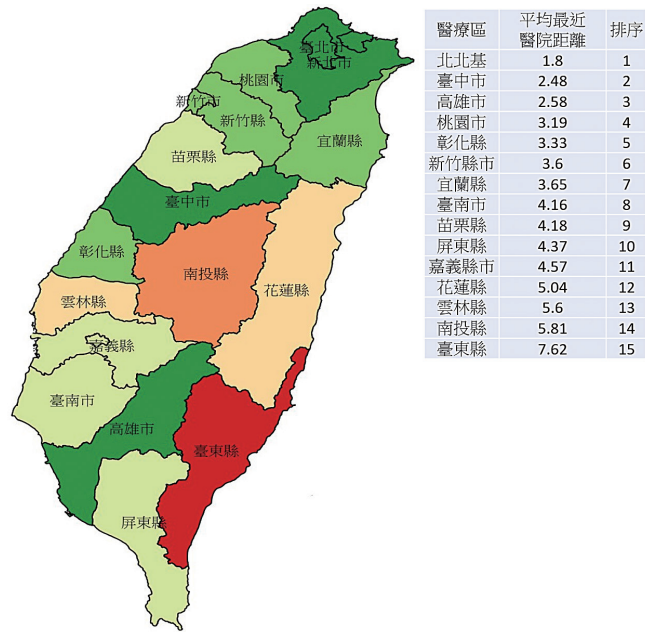 臺北市
新北市
桃園市
新竹市
新竹縣
宜蘭縣
苗栗縣
臺中市
彰化縣
南投縣
花蓮縣
雲林縣
嘉義縣
臺南市
高雄市
臺東縣
屏東縣
醫療區 平均最近醫院距離 排序
北北基 1.8 1
臺中市 2.48 2
高雄市 2.58 3
桃園市 3.19 4
彰化縣 3.33 5
新竹縣市 3.6 6
宜蘭縣 3.65 7
臺南市 4.16 8
苗栗縣 4.18 9
屏東縣 4.37 10
嘉義縣市 4.57 11
花蓮縣 5.04 12
雲林縣 5.6 13
南投縣 5.81 14
臺東縣 7.62 15